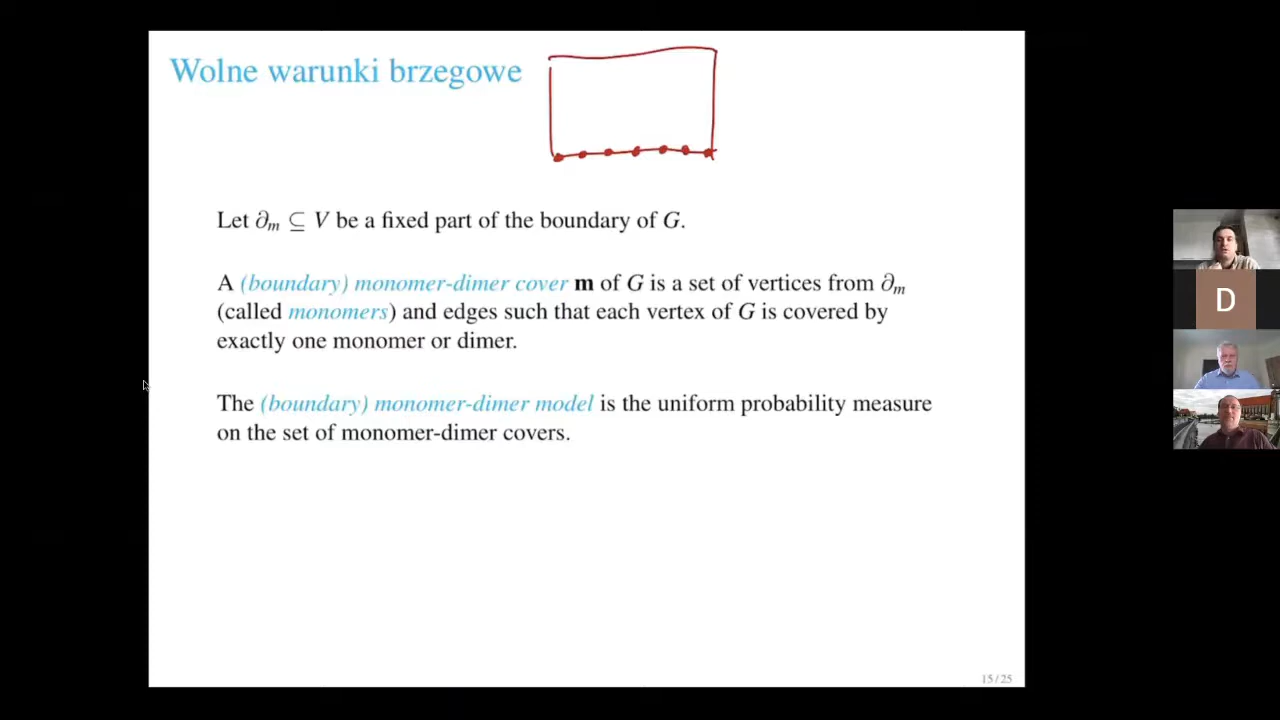 Wolne warunki brzegowe
Let ∂m ⊆ V be a fixed part of the boundary of G.
A (boundary) monomer-dimer cover m of G is a set of vertices from ∂m
(called monomers) and edges such that each vertex of G is covered by
exactly one monomer or dimer.
The (boundary) monomer-dimer model is the uniform probability measure
on the set of monomer-dimer covers.
15/25
D